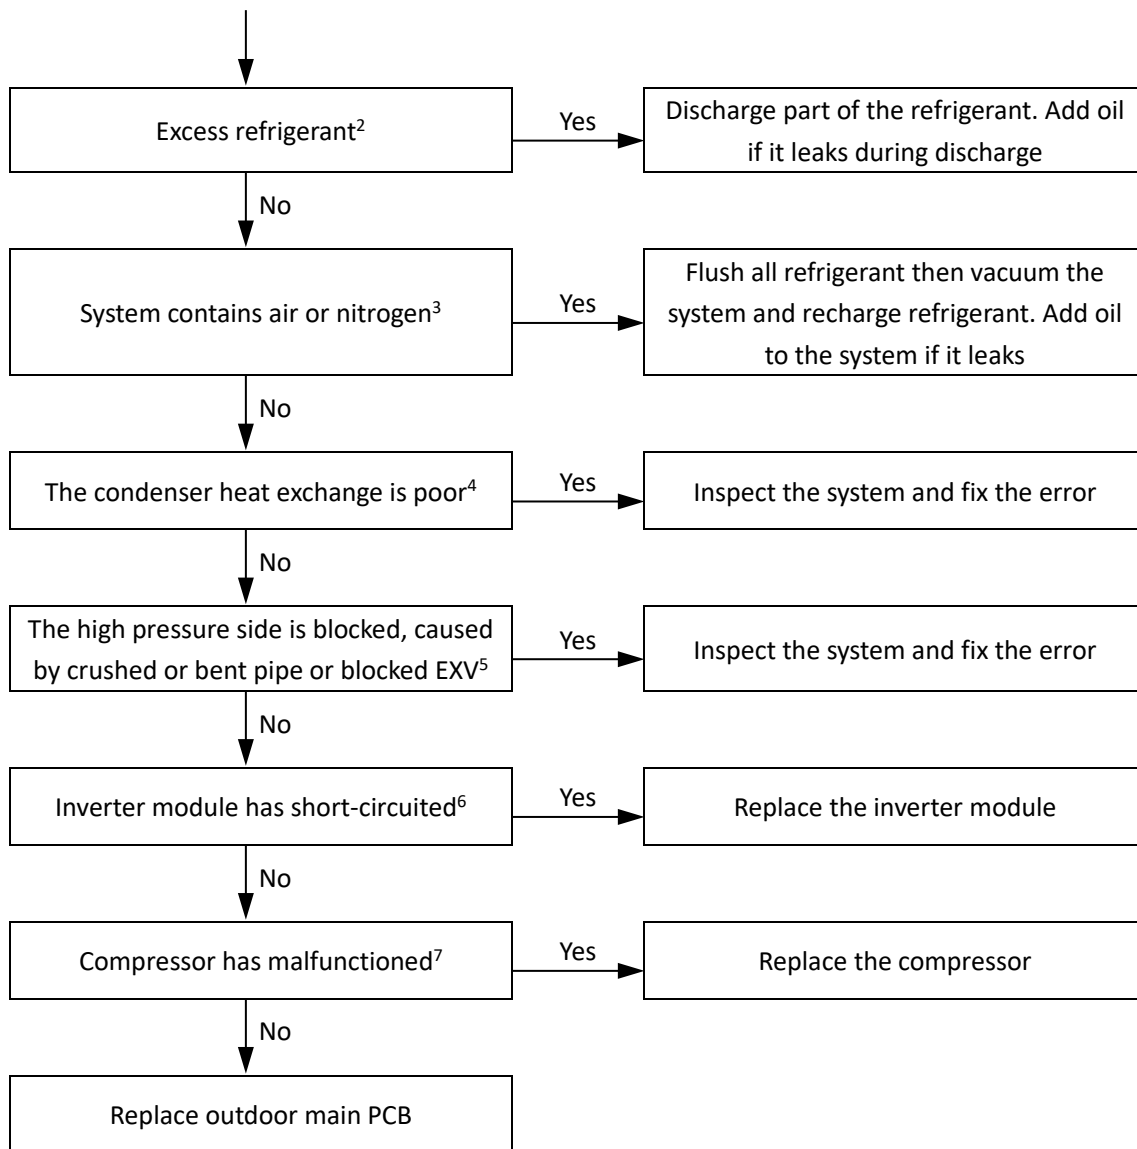 Excess refrigerant²
Yes
Discharge part of the refrigerant. Add oil
if it leaks during discharge
No
System contains air or nitrogen³
Yes
Flush all refrigerant then vacuum the
system and recharge refrigerant. Add oil
to the system if it leaks
No
The condenser heat exchange is poor⁴
Yes
Inspect the system and fix the error
No
The high pressure side is blocked, caused
by crushed or bent pipe or blocked EXV⁵
Yes
Inspect the system and fix the error
No
Inverter module has short-circuited⁶
Yes
Replace the inverter module
No
Compressor has malfunctioned⁷
Yes
Replace the compressor
No
Replace outdoor main PCB